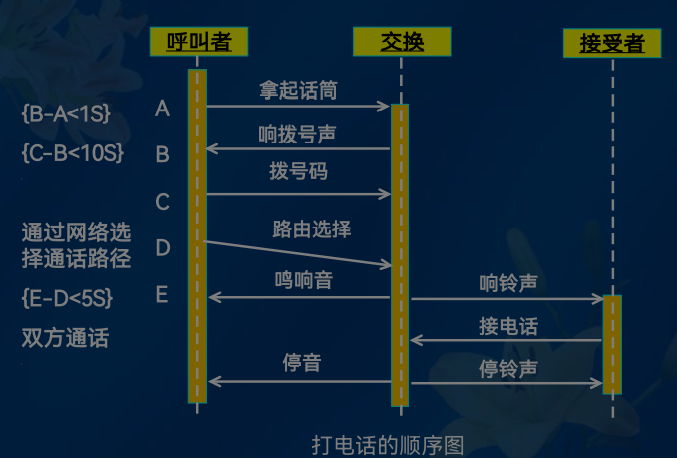 呼叫者 交换 接受者
拿起话筒
{B-A<1S} A
响拨号声
{C-B<10S} B
拨号码
C
通过网络选 路由选择
择通话路径 D
鸣响音 响铃声
{E-D<5S} E
双方通话 接电话
停音 停铃声
打电话的顺序图